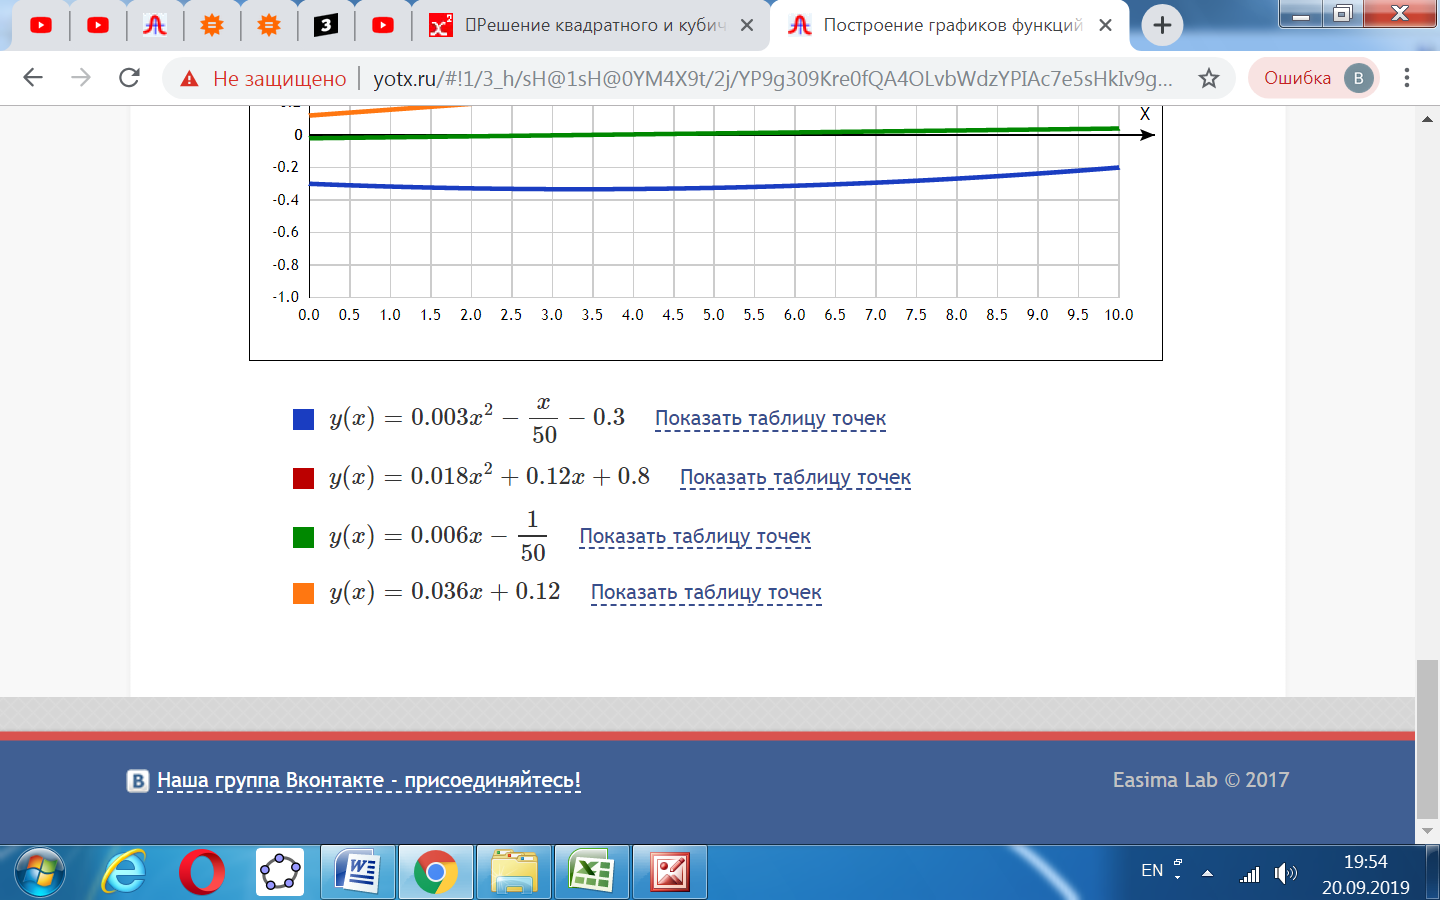 Решение квадратного и кубич
Построение графиков функций
Не защищено
yotx.ru/#!1/3_h/sH@1sH@0YM4X9t/2j/YP9g309Kre0fQA4OLvbWdzYPIAc7e5sHkIv9g...
Ошибка
B
X
0
-0.2
-0.4
-0.6
-0.8
-1.0
0.0 0.5 1.0 1.5 2.0 2.5 3.0 3.5 4.0 4.5 5.0 5.5 6.0 6.5 7.0 7.5 8.0 8.5 9.0 9.5 10.0
y(x) = 0.003x² − x/50 − 0.3 Показать таблицу точек
y(x) = 0.018x² + 0.12x + 0.8 Показать таблицу точек
y(x) = 0.006x − 1/50 Показать таблицу точек
y(x) = 0.036x + 0.12 Показать таблицу точек
В Наша группа Вконтакте - присоединяйтесь!
Easima Lab © 2017
EN
19:54
20.09.2019